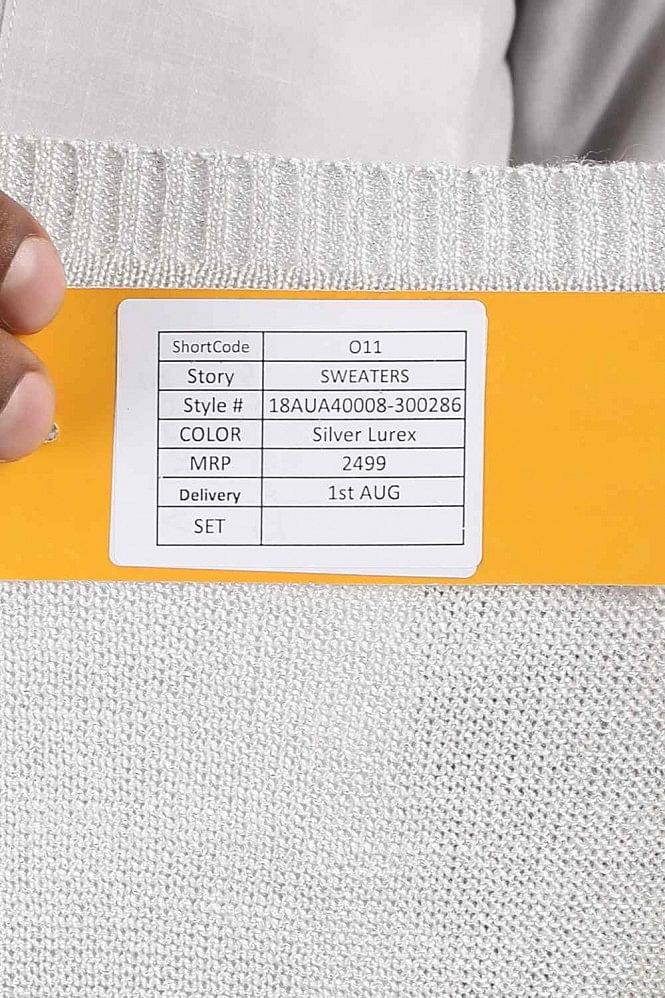 ShortCode O11
Story SWEATERS
Style # 18AUA40008-300286
COLOR Silver Lurex
MRP 2499
Delivery 1st AUG
SET